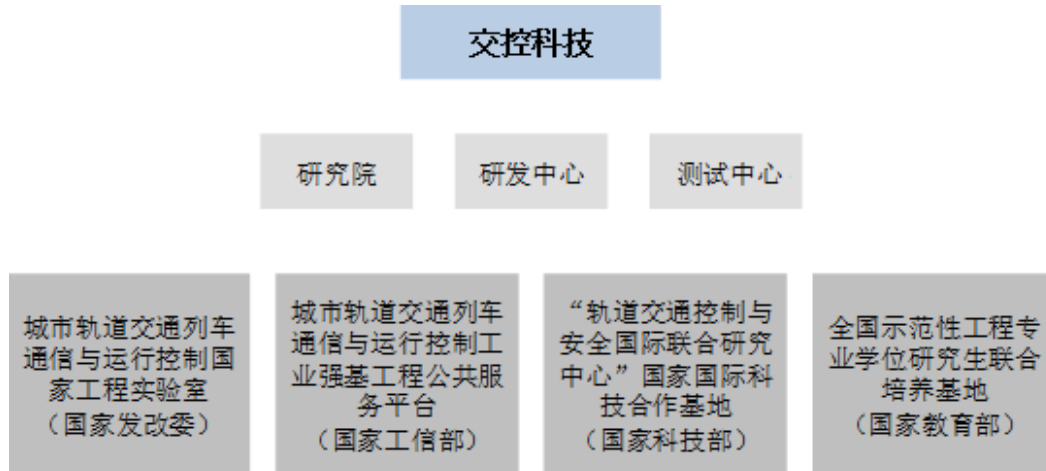 交控科技
研究院
研发中心
测试中心
城市轨道交通列车
通信与运行控制国
家工程实验室
（国家发改委）
城市轨道交通列车
通信与运行控制工
业强基工程公共服
务平台
（国家工信部）
“轨道交通控制与
安全国际联合研究
中心”国家国际科
技合作基地
（国家科技部）
全国示范性工程专
业学位研究生联合
培养基地
（国家教育部）